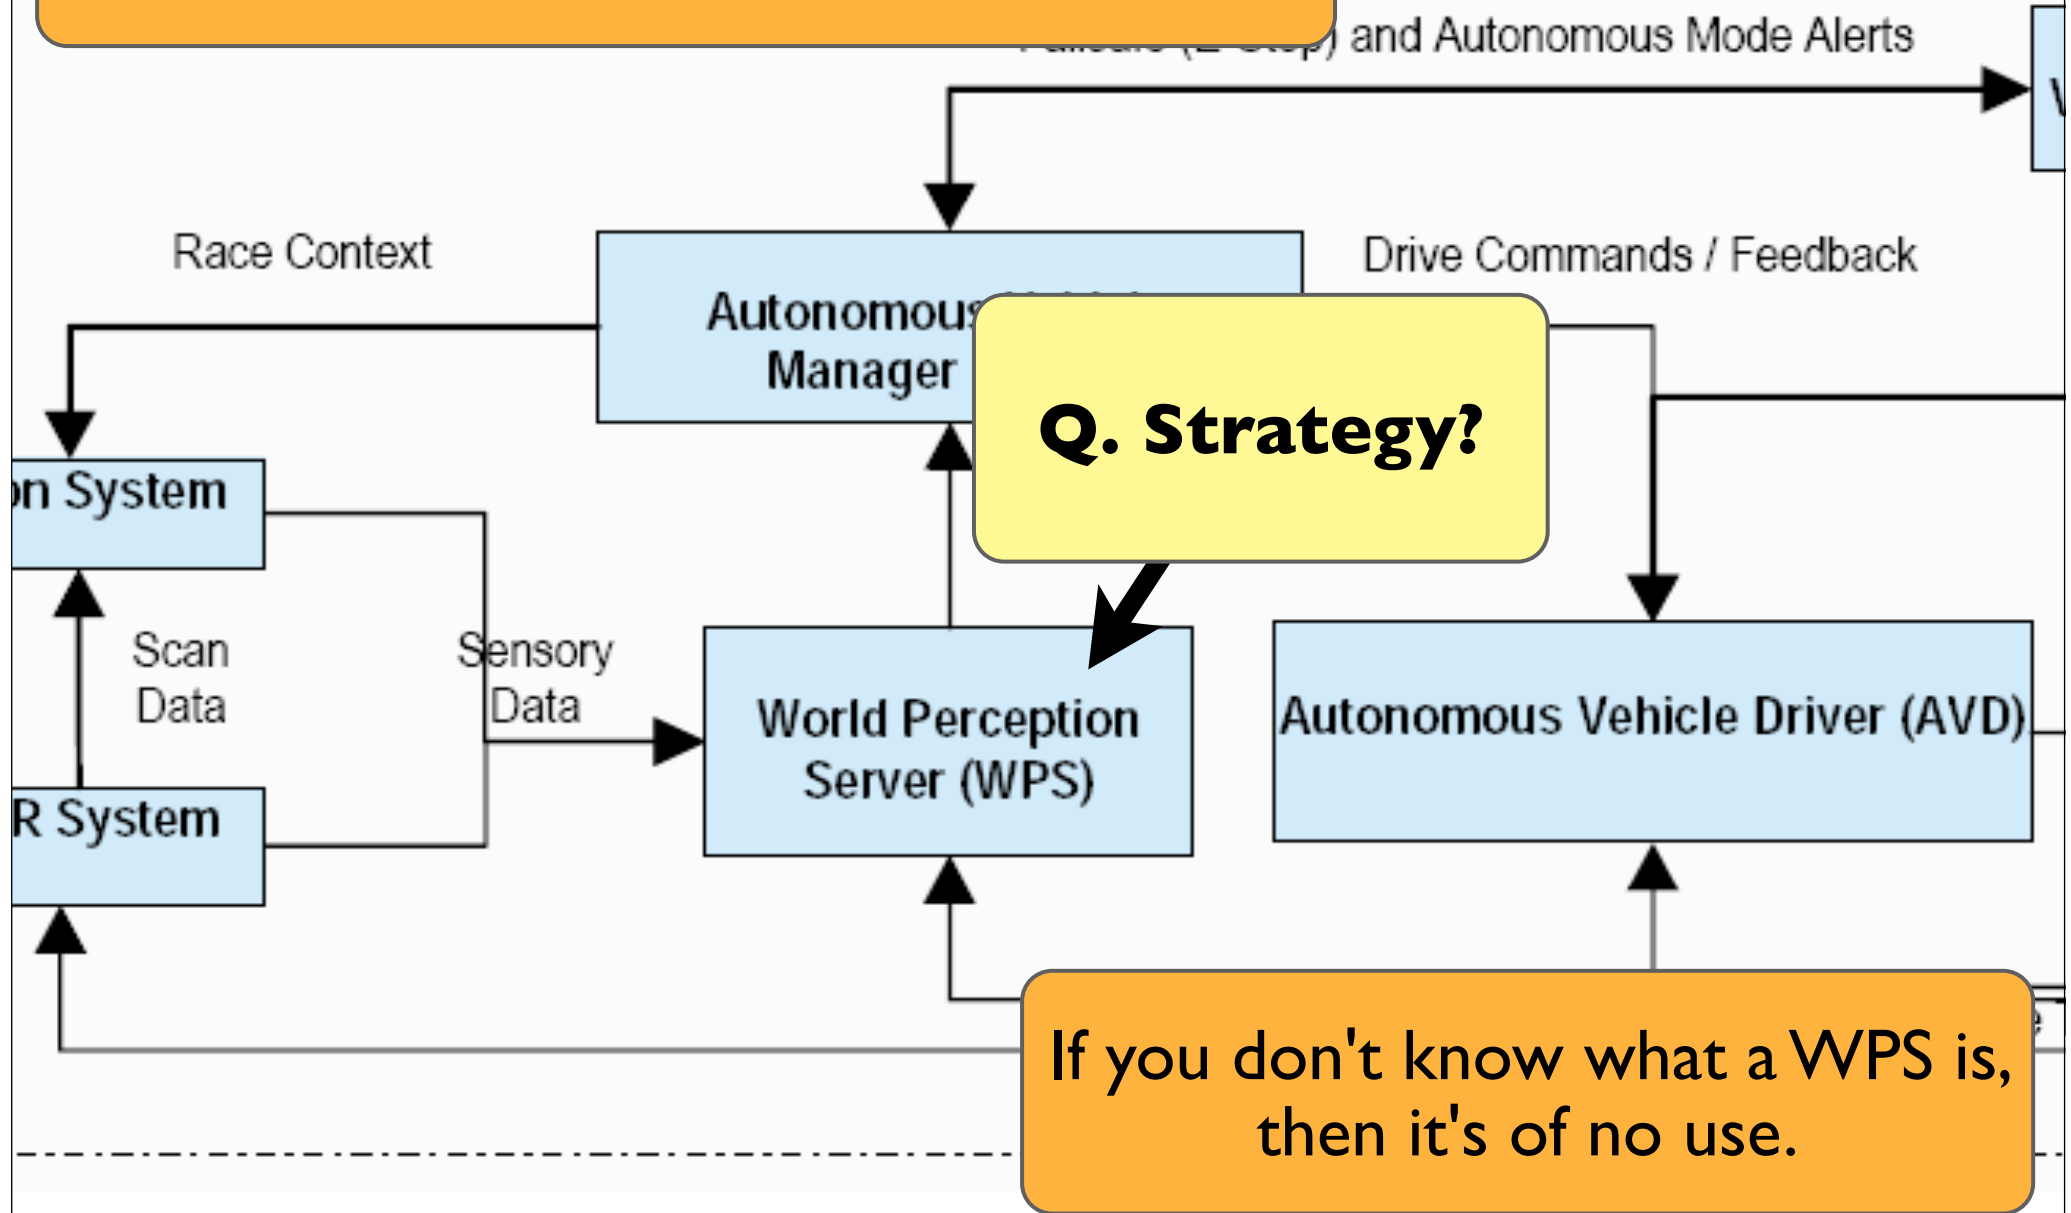 and Autonomous Mode Alerts
Race Context
Drive Commands / Feedback
Autonomous
Manager
Q. Strategy?
System
Scan
Data
Sensory
Data
World Perception
Server (WPS)
Autonomous Vehicle Driver (AVD)
R System
If you don't know what a WPS is,
then it's of no use.